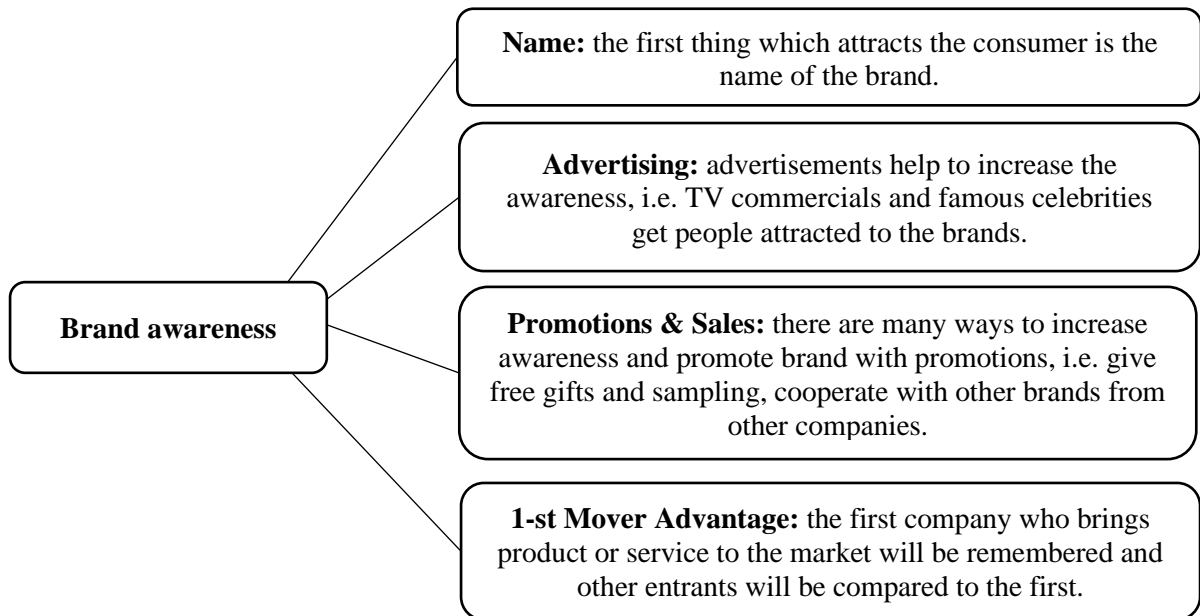 Name: the first thing which attracts the consumer is the
name of the brand.
Advertising: advertisements help to increase the
awareness, i.e. TV commercials and famous celebrities
get people attracted to the brands.
Brand awareness
Promotions & Sales: there are many ways to increase
awareness and promote brand with promotions, i.e. give
free gifts and sampling, cooperate with other brands from
other companies.
1-st Mover Advantage: the first company who brings
product or service to the market will be remembered and
other entrants will be compared to the first.